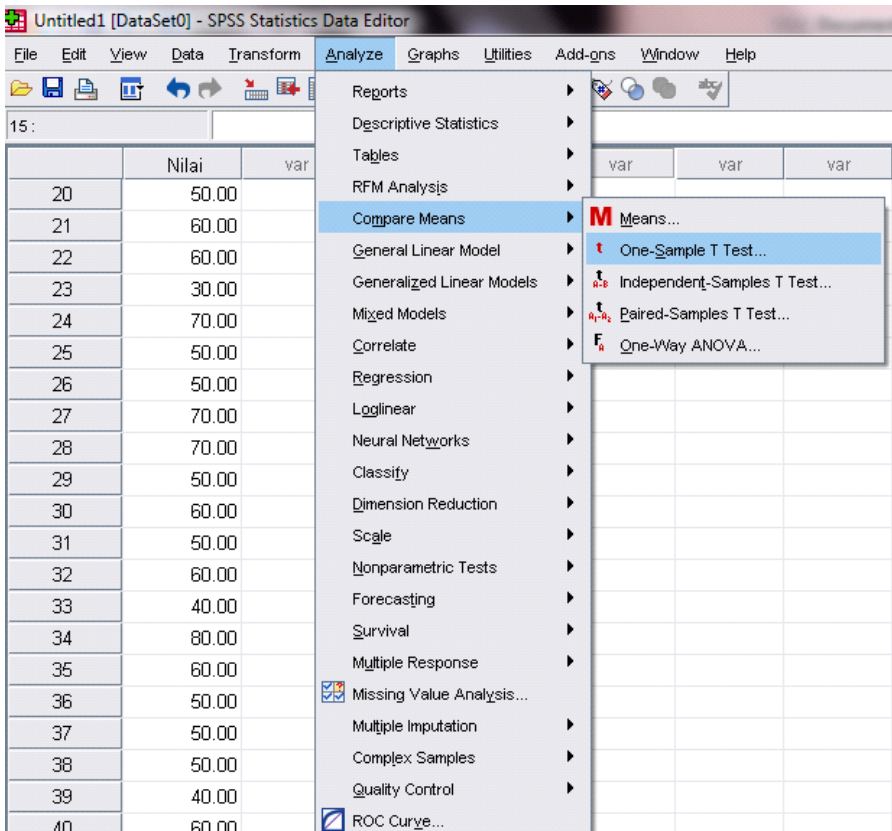 Untitled1 [DataSet0] - SPSS Statistics Data Editor
File Edit View Data Transform Analyze Graphs Utilities Add-ons Window Help
15 :
Nilai var var var var
20 50.00
21 60.00
22 60.00
23 30.00
24 70.00
25 50.00
26 50.00
27 70.00
28 70.00
29 50.00
30 60.00
31 50.00
32 60.00
33 40.00
34 80.00
35 60.00
36 50.00
37 50.00
38 50.00
39 40.00
40 60.00
Reports
Descriptive Statistics
Tables
RFM Analysis
Compare Means
General Linear Model
Generalized Linear Models
Mixed Models
Correlate
Regression
Loglinear
Neural Networks
Classify
Dimension Reduction
Scale
Nonparametric Tests
Forecasting
Survival
Multiple Response
Missing Value Analysis...
Multiple Imputation
Complex Samples
Quality Control
ROC Curve...
M Means...
t One-Sample T Test...
Independent-Samples T Test...
Paired-Samples T Test...
One-Way ANOVA...